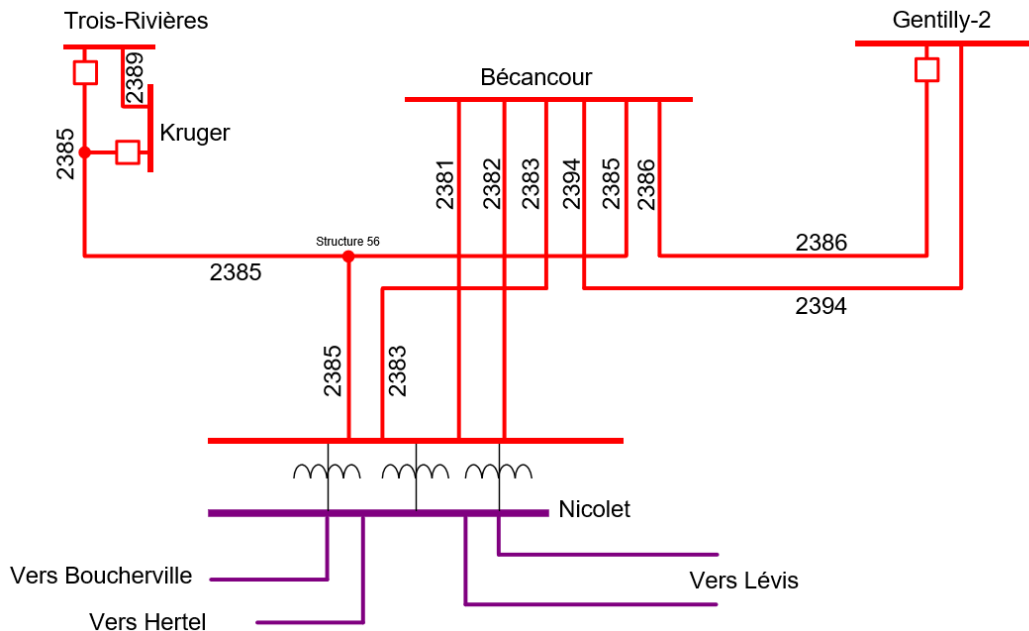 Trois-Rivières
Gentilly-2
Bécancour
2389
Kruger
2385
2381
2382
2383
2394
2385
2386
Structure 56
2386
2385
2394
2385
2383
Nicolet
Vers Boucherville
Vers Lévis
Vers Hertel